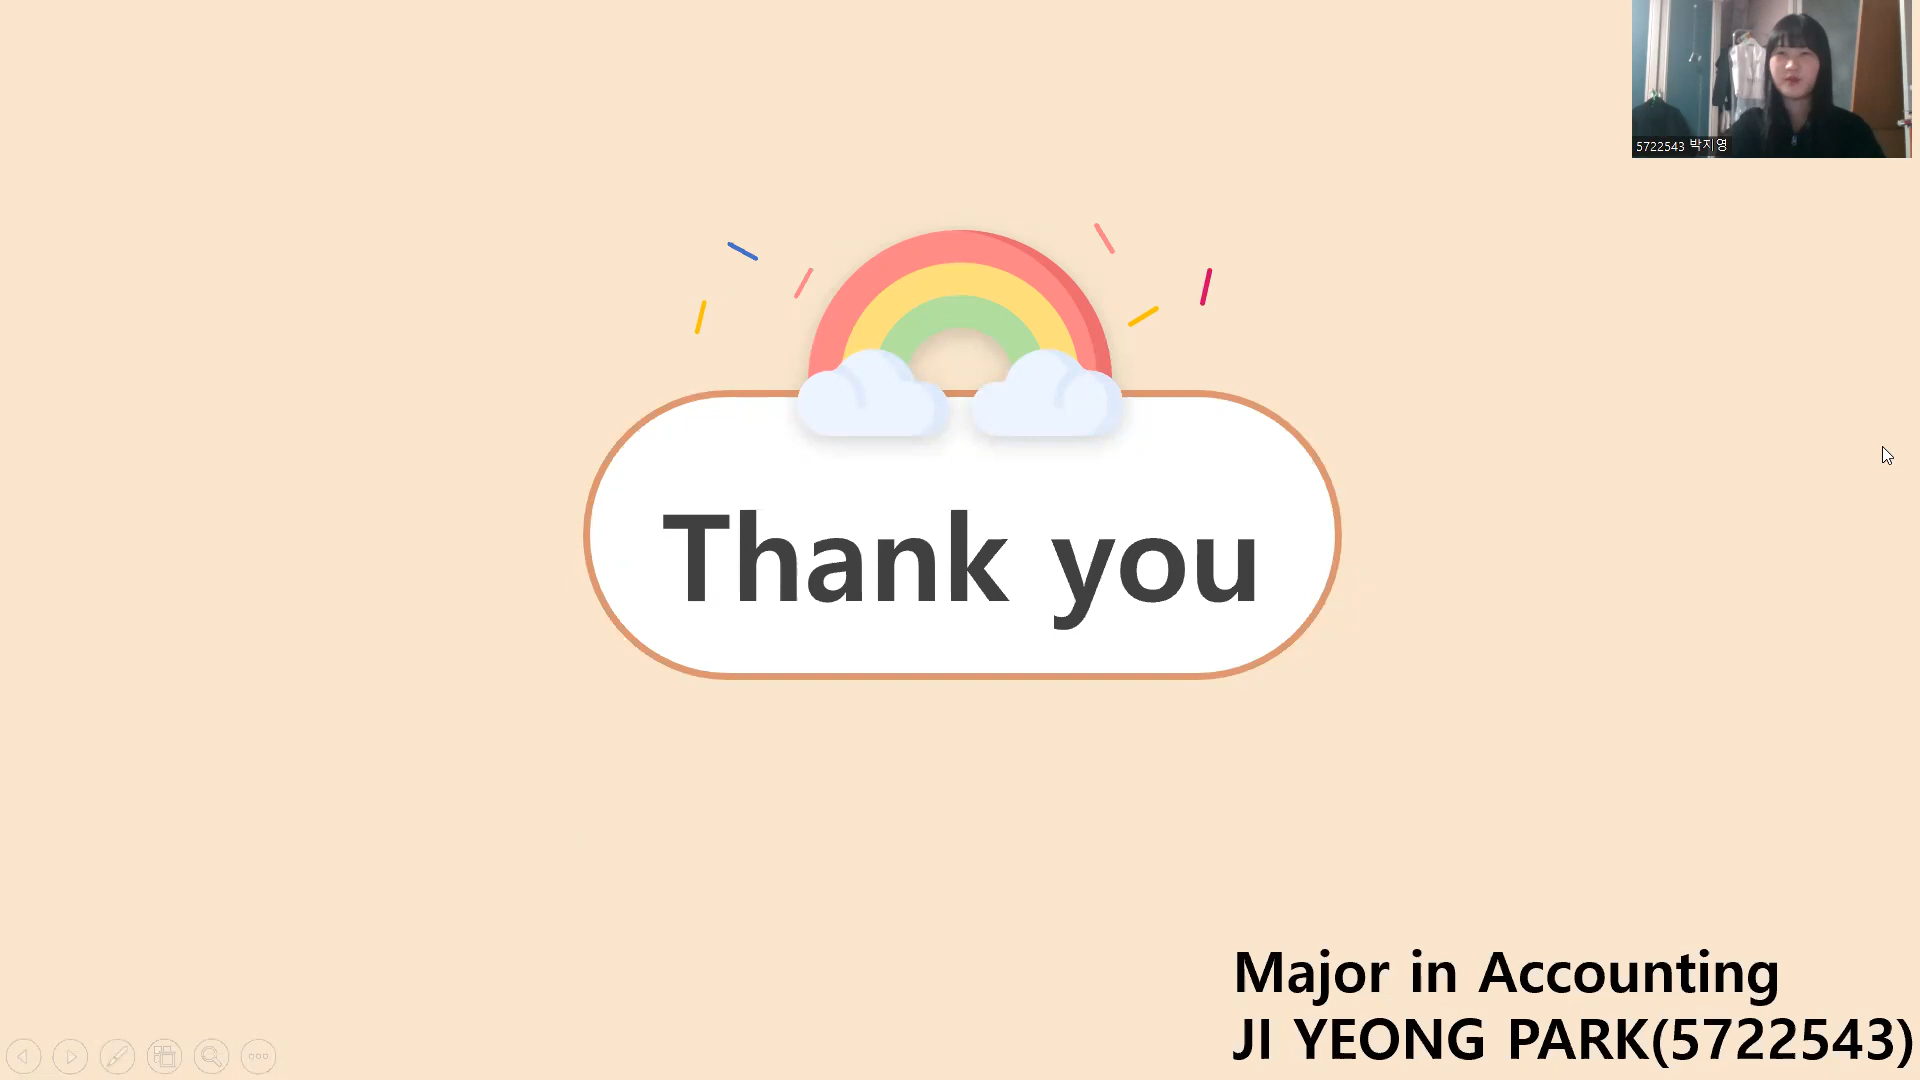 5722543 박지영
Thank you
Major in Accounting
JI YEONG PARK(5722543)